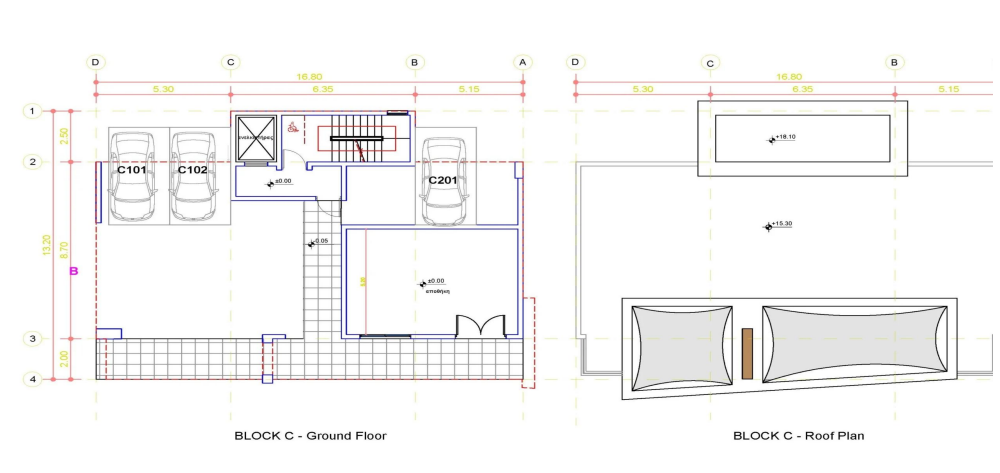 D C B A
16.80
5.30 6.35 5.15
1
2
3
4
2.50
8.70
2.00
13.20
B
C101
C102
C201
±0.00
-0.05
±0.00
αποθήκη
BLOCK C - Ground Floor
D C B
16.80
5.30 6.35 5.15
+18.10
+15.30
BLOCK C - Roof Plan